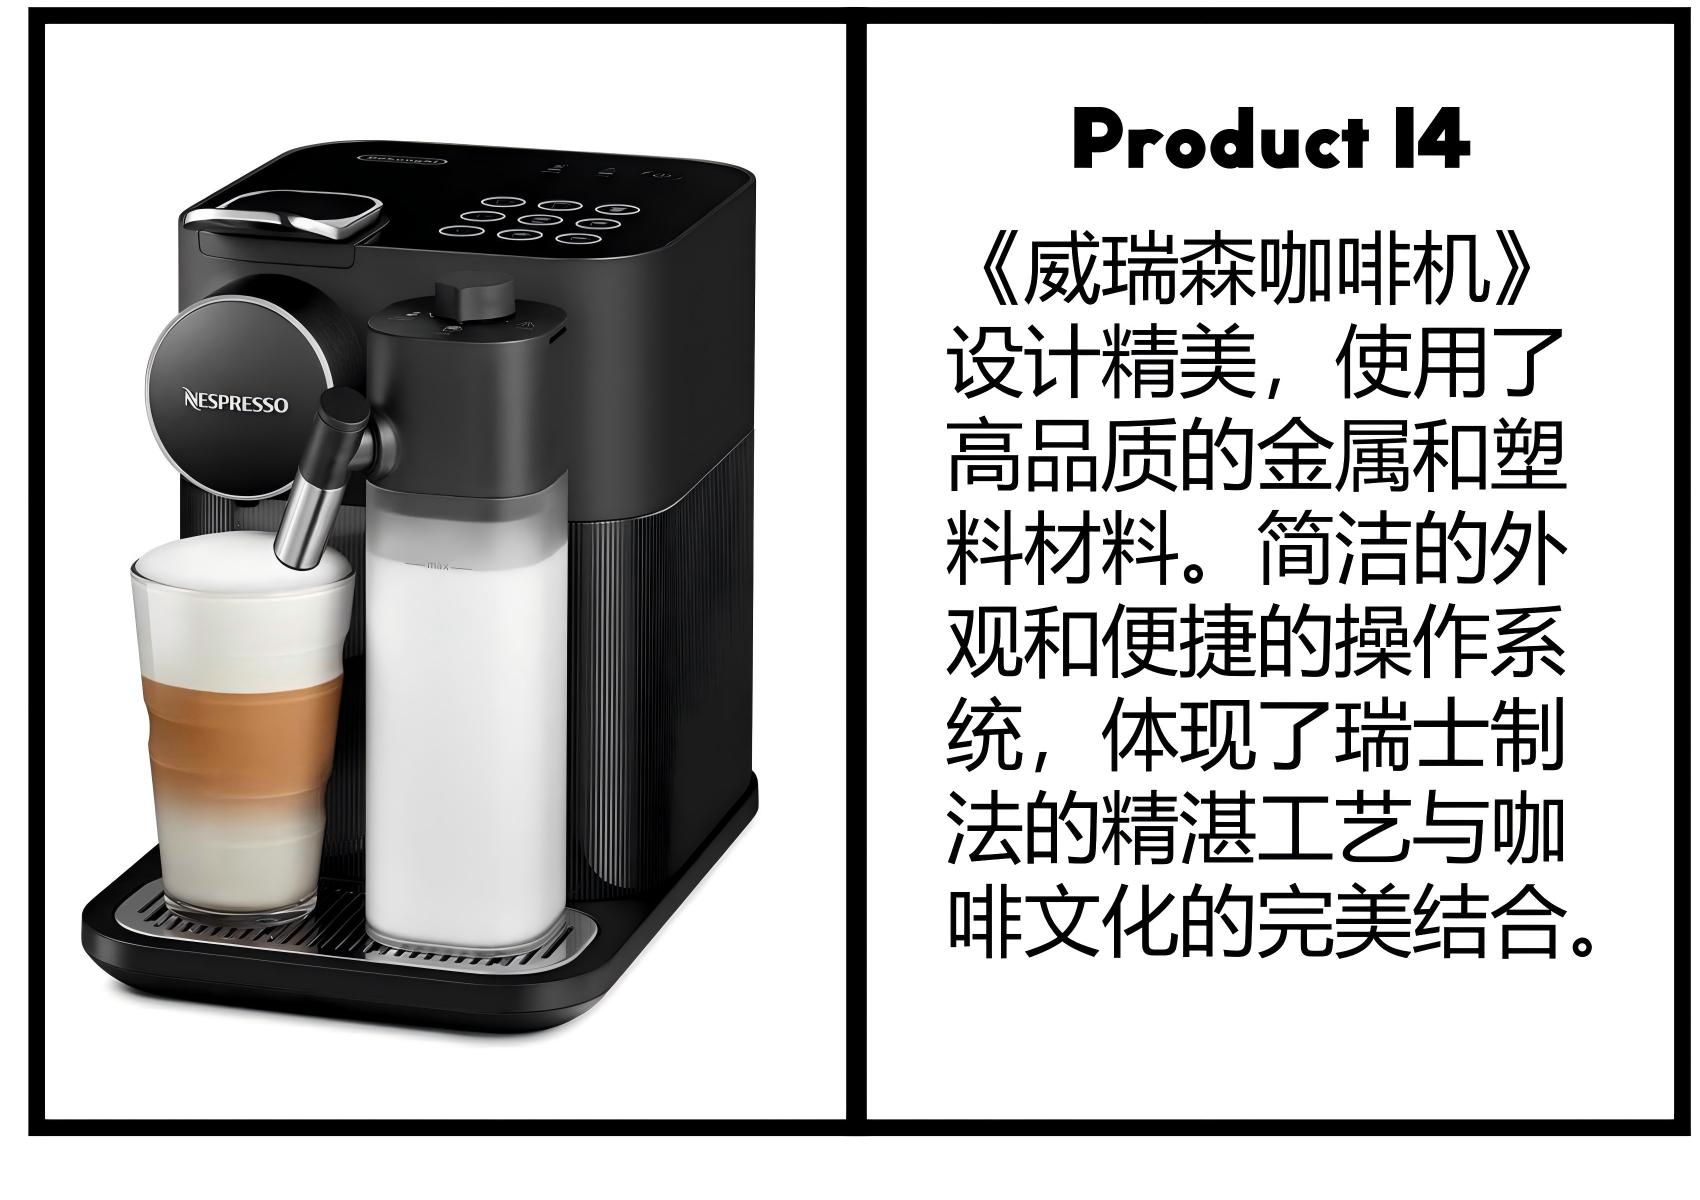 DeLonghi
NESPRESSO
max
Product 14
《威瑞森咖啡机》
设计精美，使用了
高品质的金属和塑
料材料。简洁的外
观和便捷的操作系
统，体现了瑞士制
法的精湛工艺与咖
啡文化的完美结合。